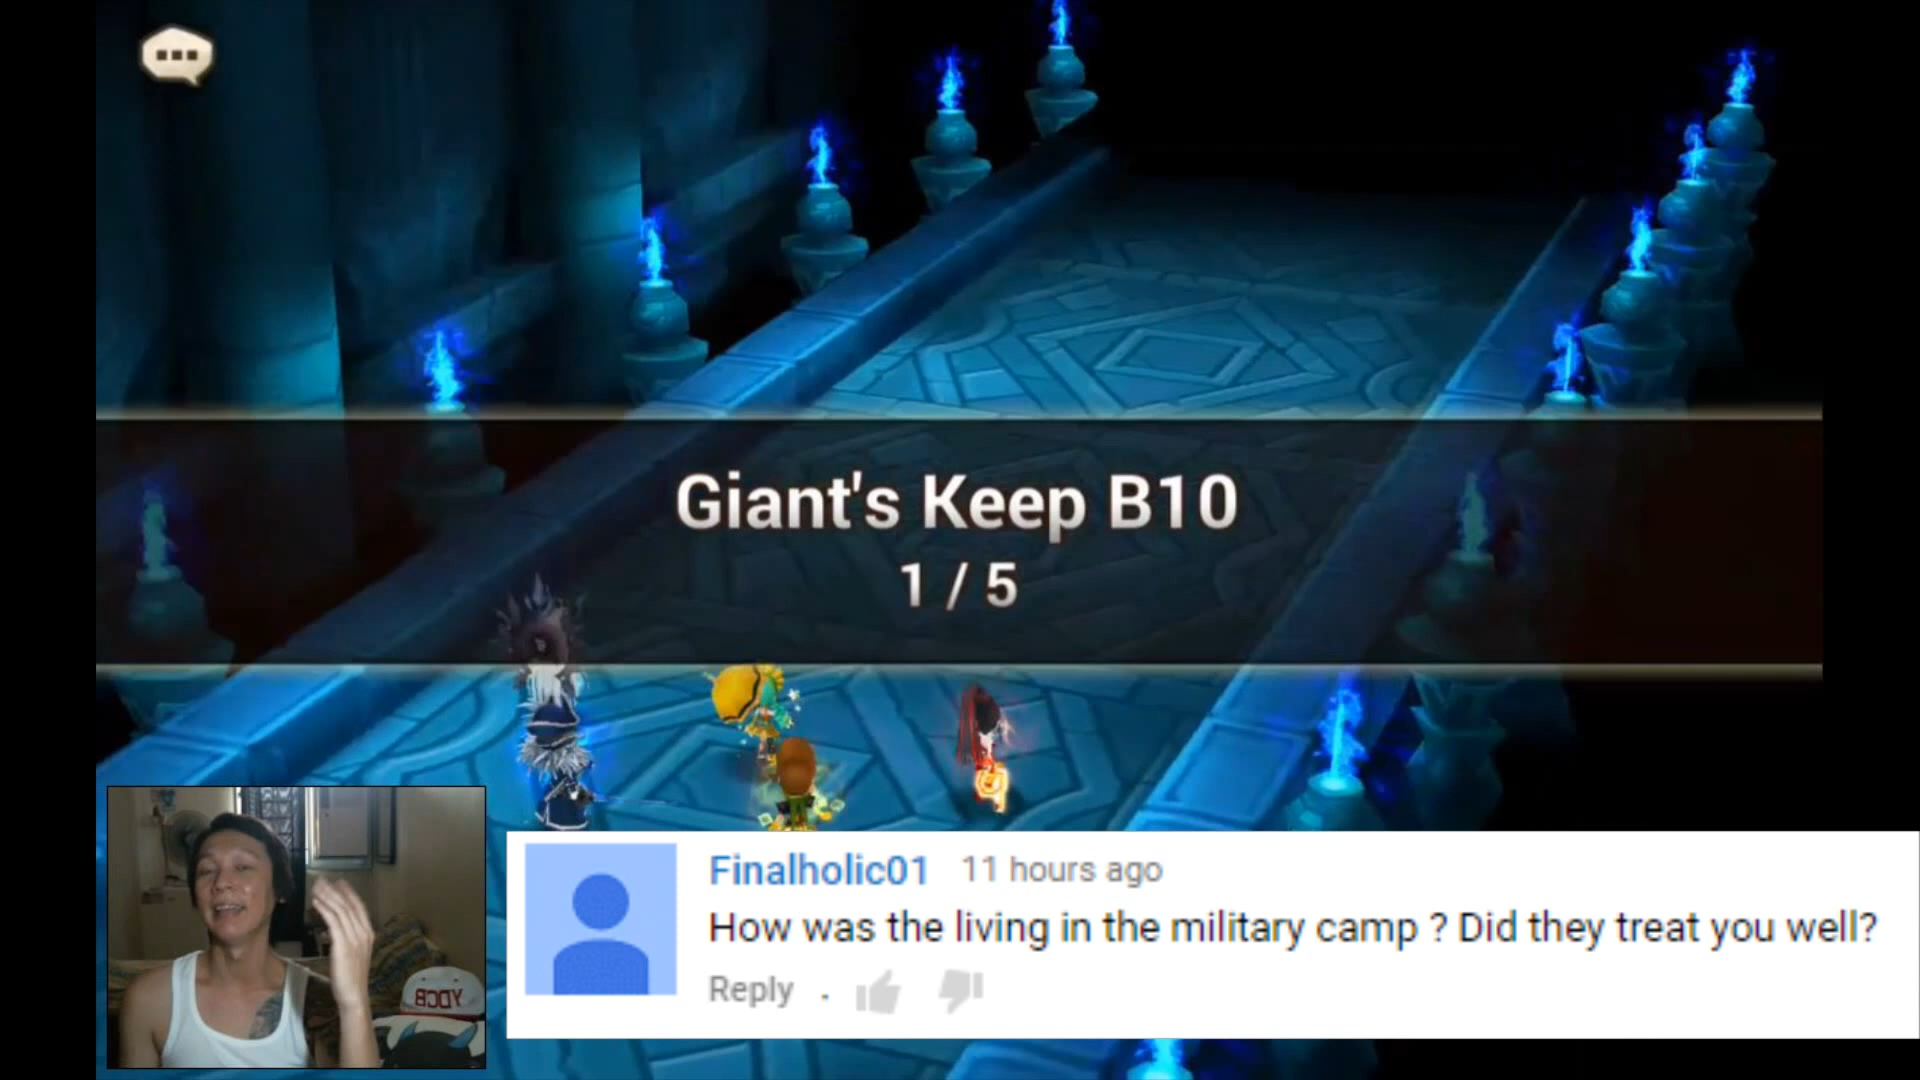 Giant's Keep B10
1 / 5
Finalholic01 11 hours ago
How was the living in the military camp ? Did they treat you well?
Reply
YDCB